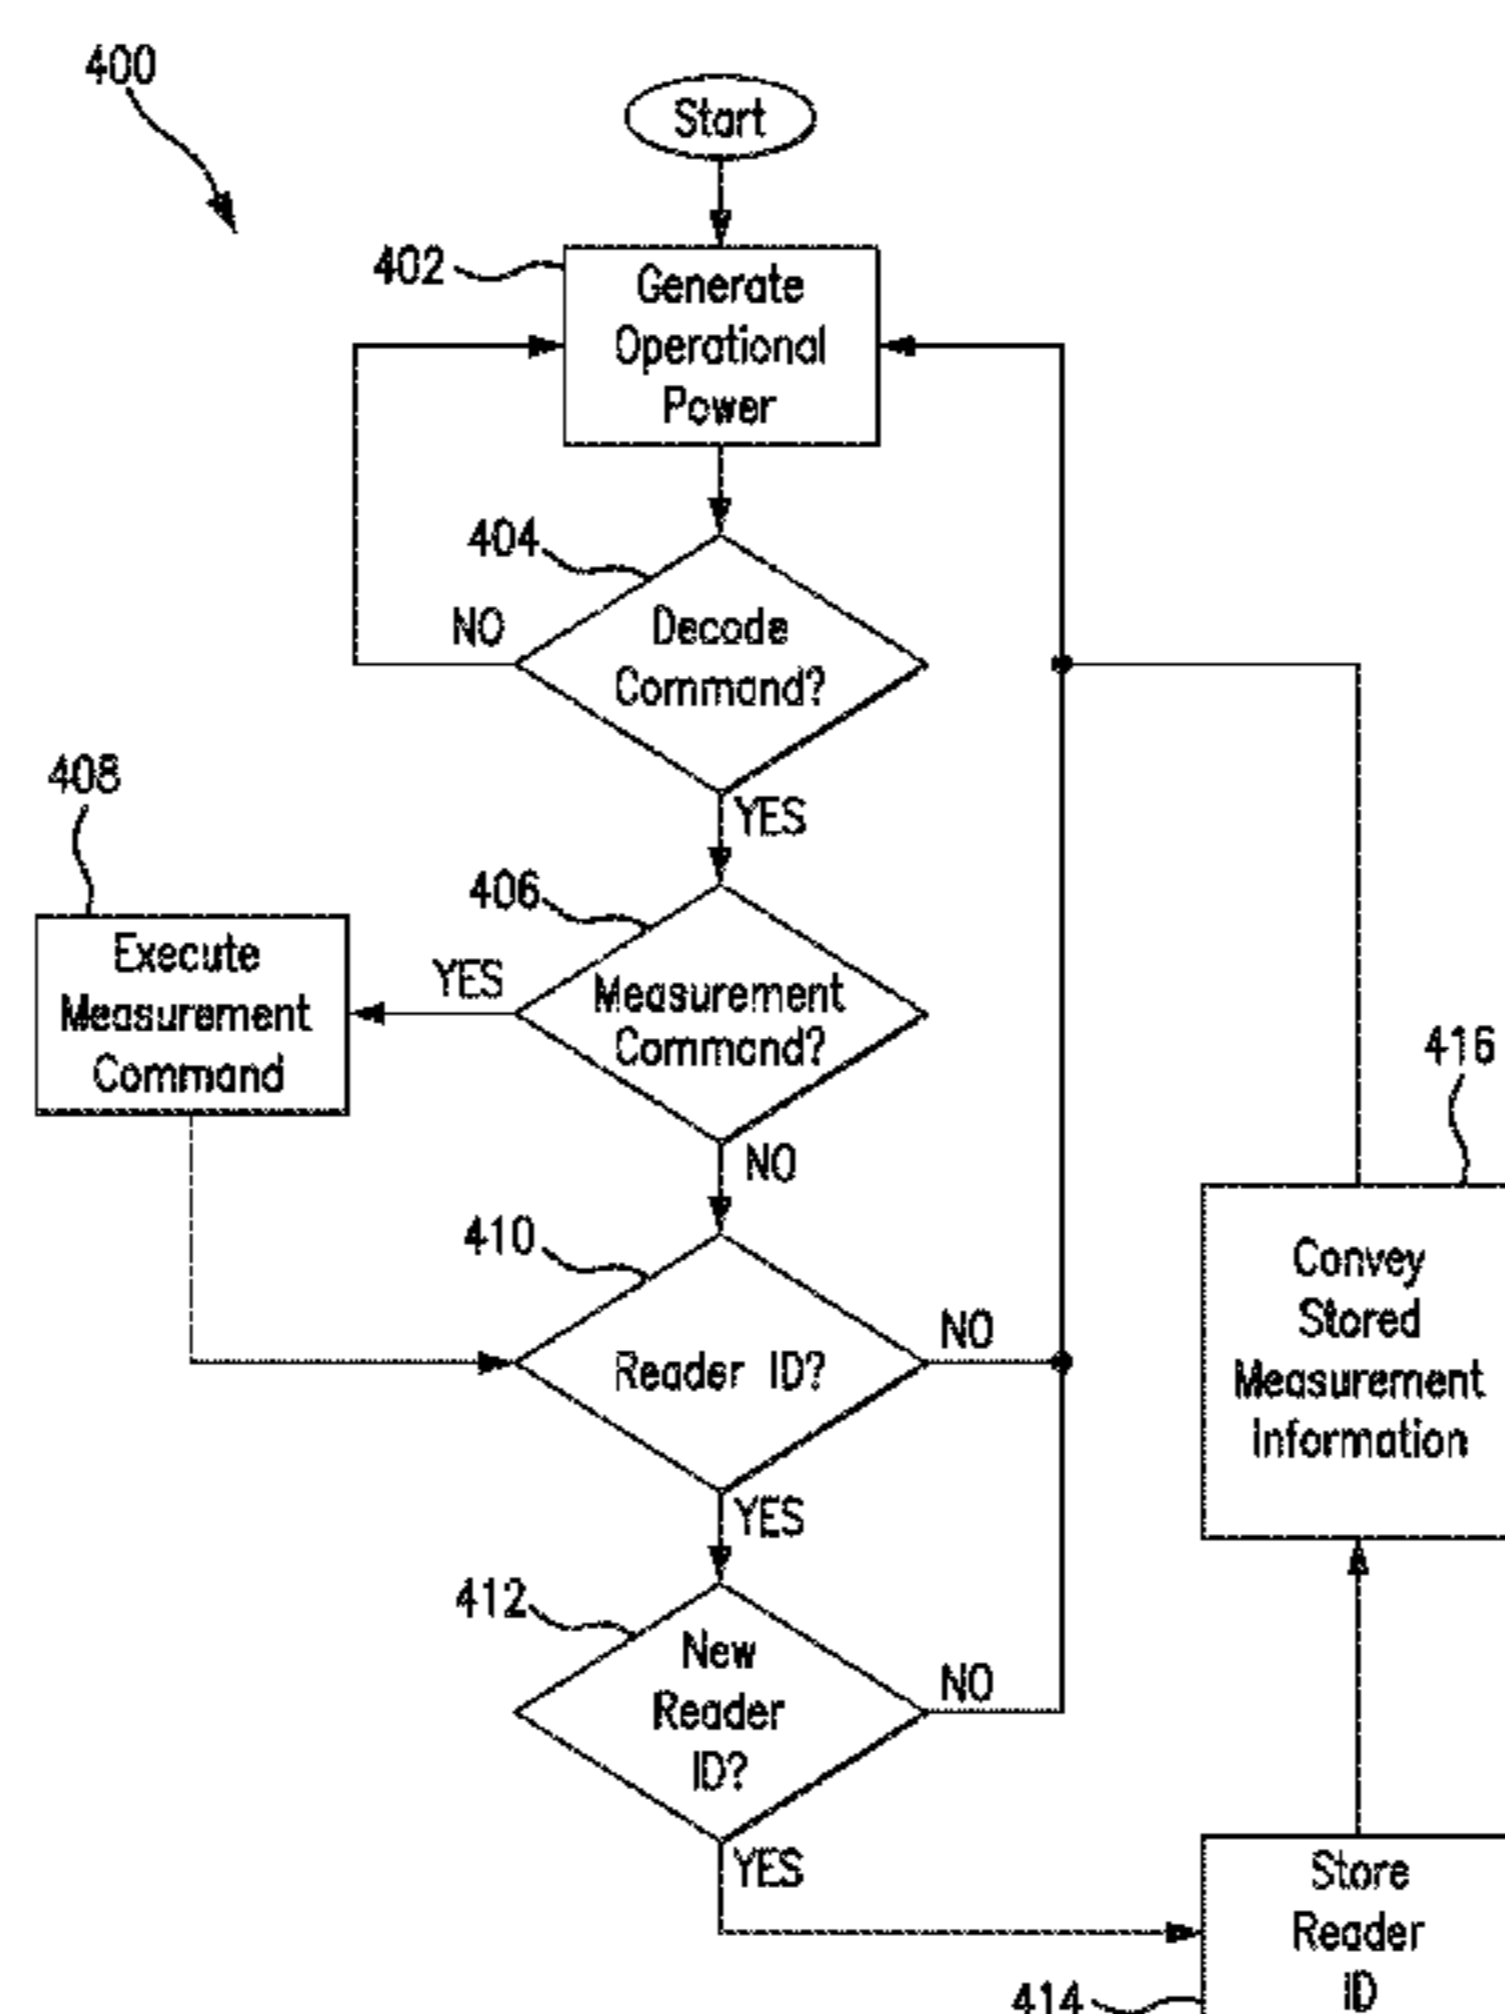 400
Start
402
Generate
Operational
Power
404
NO
Decode
Command?
YES
408
406
Execute
Measurement
Command
YES
Measurement
Command?
NO
416
410
Reader ID?
NO
YES
Convey
Stored
Measurement
Information
412
New
Reader
ID?
NO
YES
Store
Reader
ID
414